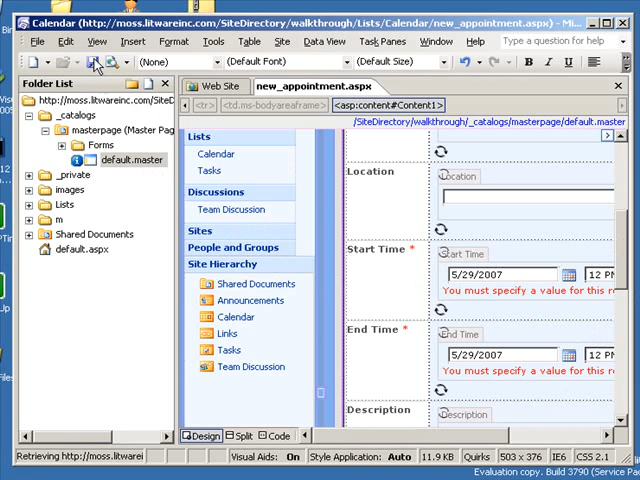 Calendar (http://moss.litwareinc.com/SiteDirectory/walkthrough/Lists/Calendar/new_appointment.aspx) - Mi...
File Edit View Insert Format Tools Table Site Data View Task Panes Window Help
(None) (Default Font) (Default Size) B I U
Folder List
Web Site new_appointment.aspx
http://moss.litwareinc.com/SiteD
<tr> <td.ms-bodyareaframe> <asp:content#Content1>
_catalogs
/SiteDirectory/walkthrough/_catalogs/masterpage/default.master
masterpage (Master Pag
Forms
default.master
_private
images
Lists
m
Shared Documents
default.aspx
Lists
Calendar
Tasks
Discussions
Team Discussion
Sites
People and Groups
Site Hierarchy
Shared Documents
Announcements
Calendar
Links
Tasks
Team Discussion
Location
Location
Start Time *
Start Time
5/29/2007 12 PM
You must specify a value for this re
End Time *
End Time
5/29/2007 12 PM
You must specify a value for this re
Description
Description
Design Split Code
Retrieving http://moss.litwarei
Visual Aids: On Style Application: Auto 11.9 KB Quirks 503 x 376 IE6 CSS 2.1
Evaluation copy. Build 3790 (Service Pac